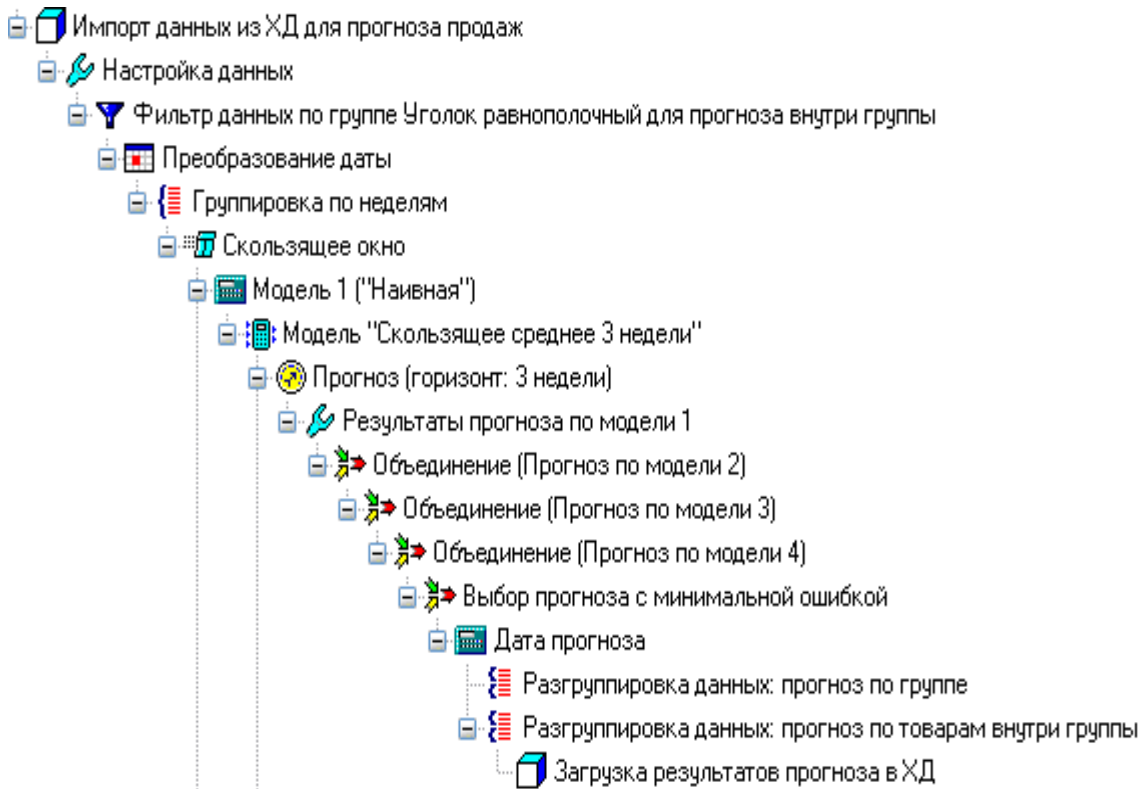 Импорт данных из ХД для прогноза продаж
Настройка данных
Фильтр данных по группе Уголок равнополочный для прогноза внутри группы
Преобразование даты
Группировка по неделям
Скользящее окно
Модель 1 ("Наивная")
Модель "Скользящее среднее 3 недели"
Прогноз (горизонт: 3 недели)
Результаты прогноза по модели 1
Объединение (Прогноз по модели 2)
Объединение (Прогноз по модели 3)
Объединение (Прогноз по модели 4)
Выбор прогноза с минимальной ошибкой
Дата прогноза
Разгруппировка данных: прогноз по группе
Разгруппировка данных: прогноз по товарам внутри группы
Загрузка результатов прогноза в ХД